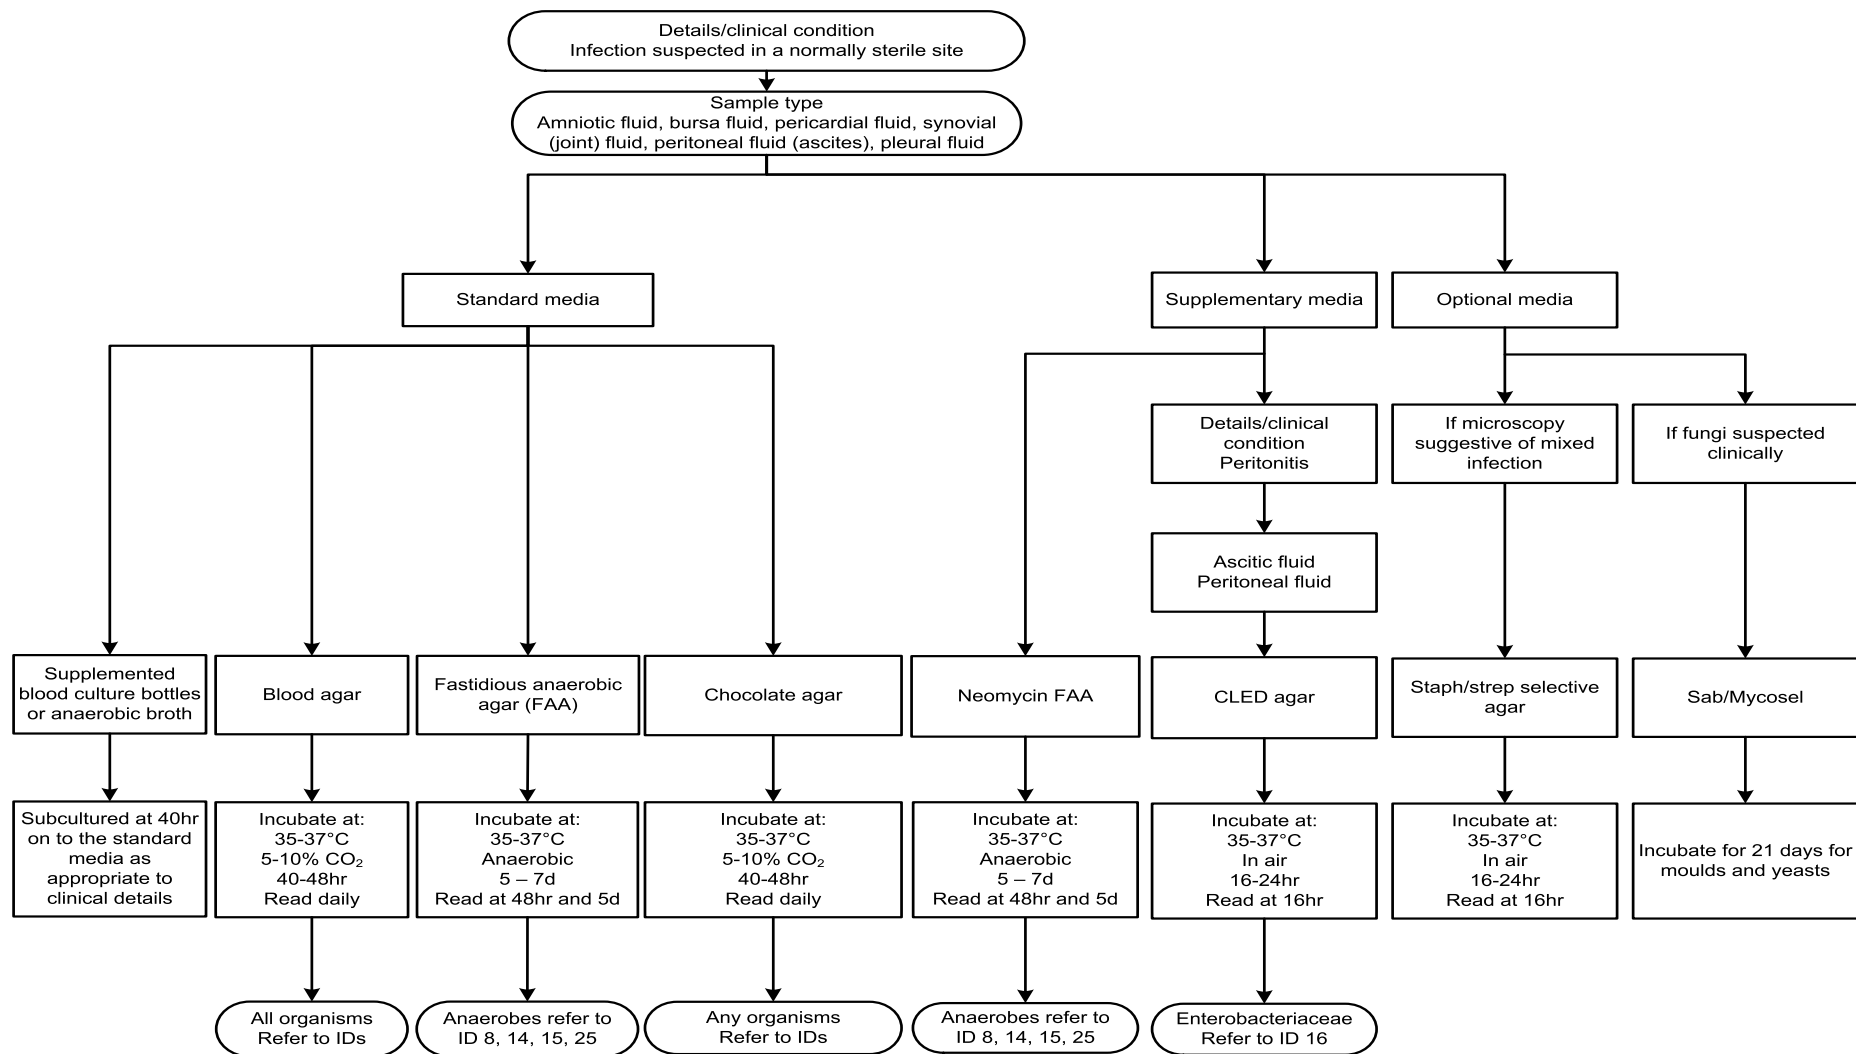 Details/clinical condition
Infection suspected in a normally sterile site
Sample type
Amniotic fluid, bursa fluid, pericardial fluid, synovial
(joint) fluid, peritoneal fluid (ascites), pleural fluid
Standard media
Supplementary media
Optional media
Details/clinical
condition
Peritonitis
If microscopy
suggestive of mixed
infection
If fungi suspected
clinically
Ascitic fluid
Peritoneal fluid
Supplemented
blood culture bottles
or anaerobic broth
Blood agar
Fastidious anaerobic
agar (FAA)
Chocolate agar
Neomycin FAA
CLED agar
Staph/strep selective
agar
Sab/Mycosel
Subcultured at 40hr
on to the standard
media as
appropriate to
clinical details
Incubate at:
35-37°C
5-10% CO₂
40-48hr
Read daily
Incubate at:
35-37°C
Anaerobic
5 – 7d
Read at 48hr and 5d
Incubate at:
35-37°C
5-10% CO₂
40-48hr
Read daily
Incubate at:
35-37°C
Anaerobic
5 – 7d
Read at 48hr and 5d
Incubate at:
35-37°C
In air
16-24hr
Read at 16hr
Incubate at:
35-37°C
In air
16-24hr
Read at 16hr
Incubate for 21 days for
moulds and yeasts
All organisms
Refer to IDs
Anaerobes refer to
ID 8, 14, 15, 25
Any organisms
Refer to IDs
Anaerobes refer to
ID 8, 14, 15, 25
Enterobacteriaceae
Refer to ID 16